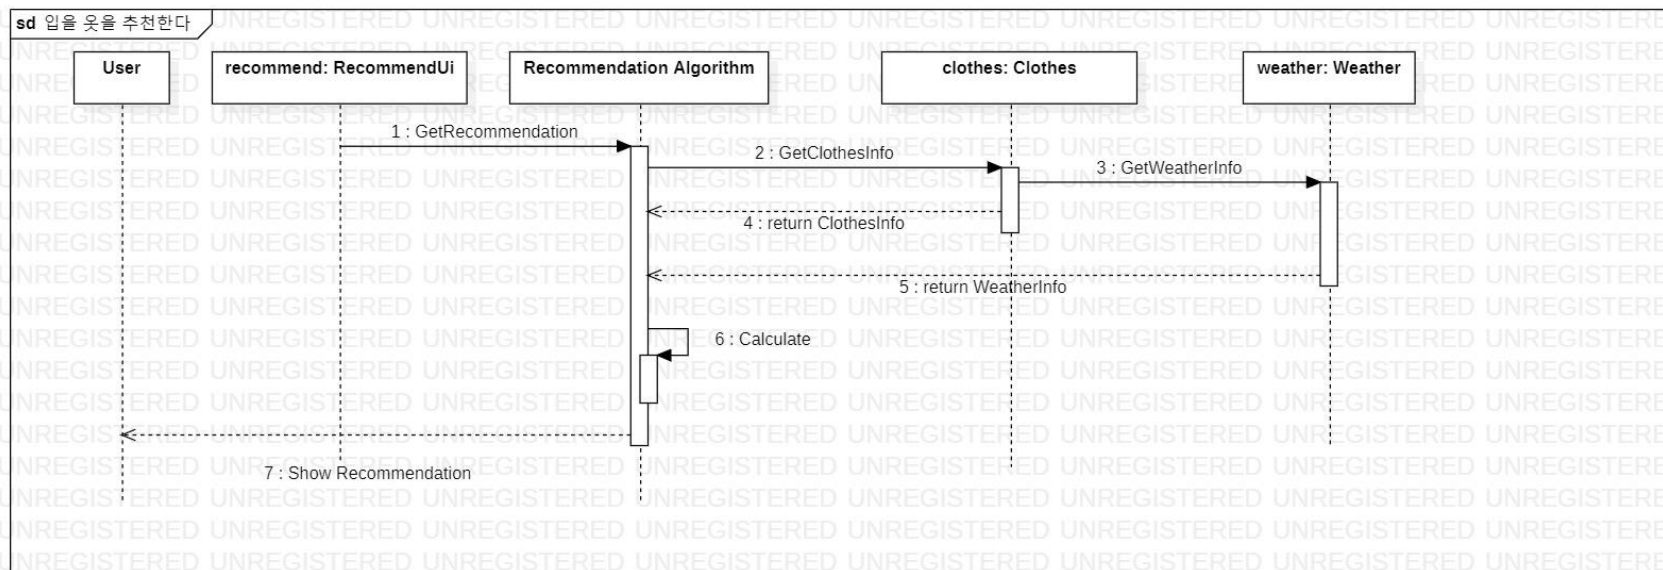 sd 입을 옷을 추천한다
User
recommend: RecommendUi
Recommendation Algorithm
clothes: Clothes
weather: Weather
1 : GetRecommendation
2 : GetClothesInfo
3 : GetWeatherInfo
4 : return ClothesInfo
5 : return WeatherInfo
6 : Calculate
7 : Show Recommendation
UNREGISTERED